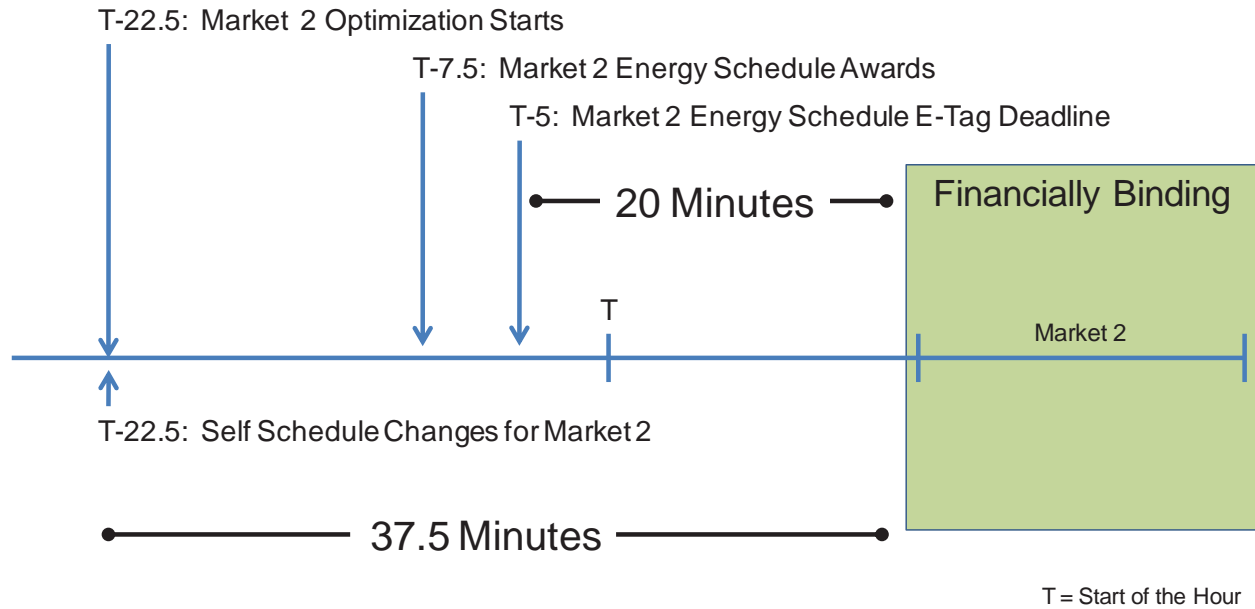 T-22.5: Market 2 Optimization Starts
T-7.5: Market 2 Energy Schedule Awards
T-5: Market 2 Energy Schedule E-Tag Deadline
20 Minutes
Financially Binding
T
Market 2
T-22.5: Self Schedule Changes for Market 2
37.5 Minutes
T = Start of the Hour